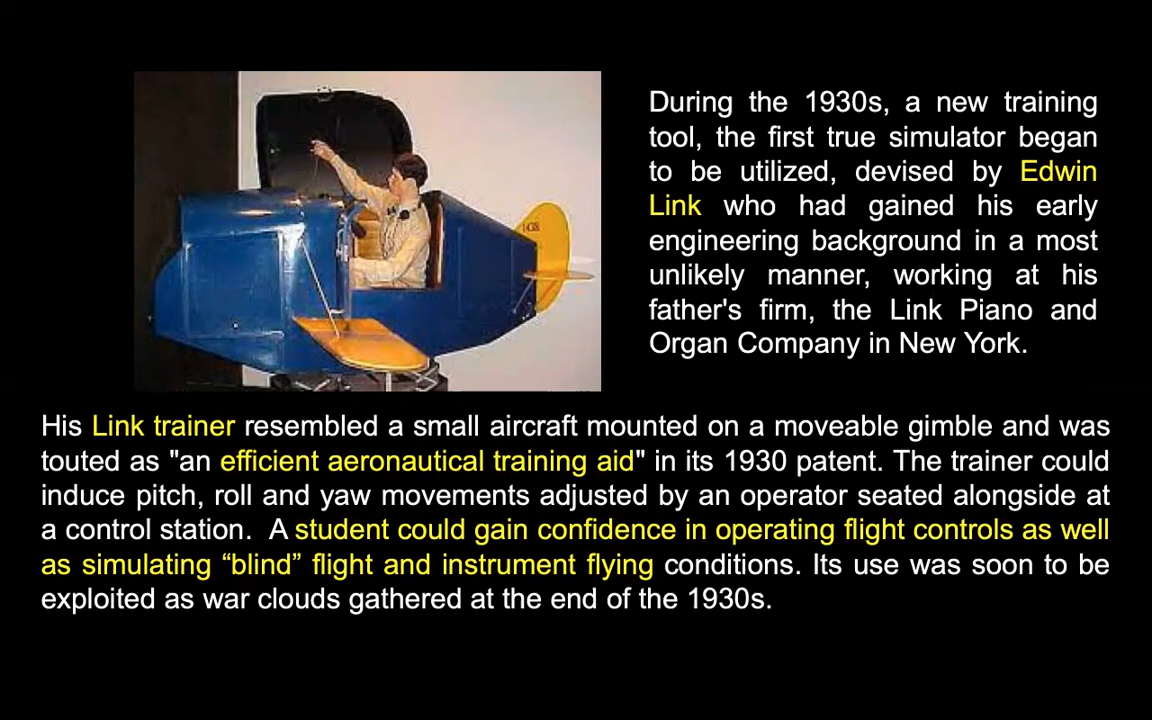 During the 1930s, a new training
tool, the first true simulator began
to be utilized, devised by Edwin
Link who had gained his early
engineering background in a most
unlikely manner, working at his
father's firm, the Link Piano and
Organ Company in New York.
1438
His Link trainer resembled a small aircraft mounted on a moveable gimble and was
touted as "an efficient aeronautical training aid" in its 1930 patent. The trainer could
induce pitch, roll and yaw movements adjusted by an operator seated alongside at
a control station.  A student could gain confidence in operating flight controls as well
as simulating “blind” flight and instrument flying conditions. Its use was soon to be
exploited as war clouds gathered at the end of the 1930s.